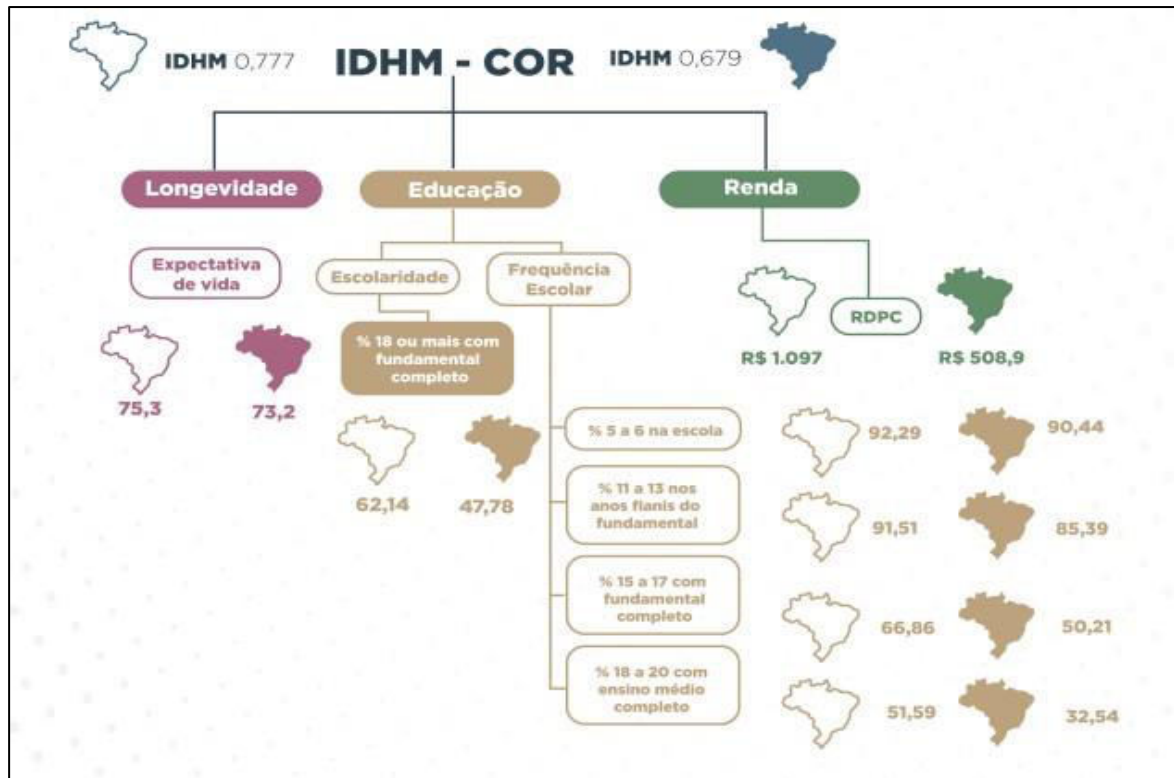 IDHM 0,777
IDHM - COR
IDHM 0,679
Longevidade
Educação
Renda
Expectativa
de vida
75,3
73,2
Escolaridade
Frequência
Escolar
% 18 ou mais com
fundamental
completo
62,14
47,78
RDPC
R$ 1.097
R$ 508,9
% 5 a 6 na escola
92,29
90,44
% 11 a 13 nos
anos fianis do
fundamental
91,51
85,39
% 15 a 17 com
fundamental
completo
66,86
50,21
% 18 a 20 com
ensino médio
completo
51,59
32,54